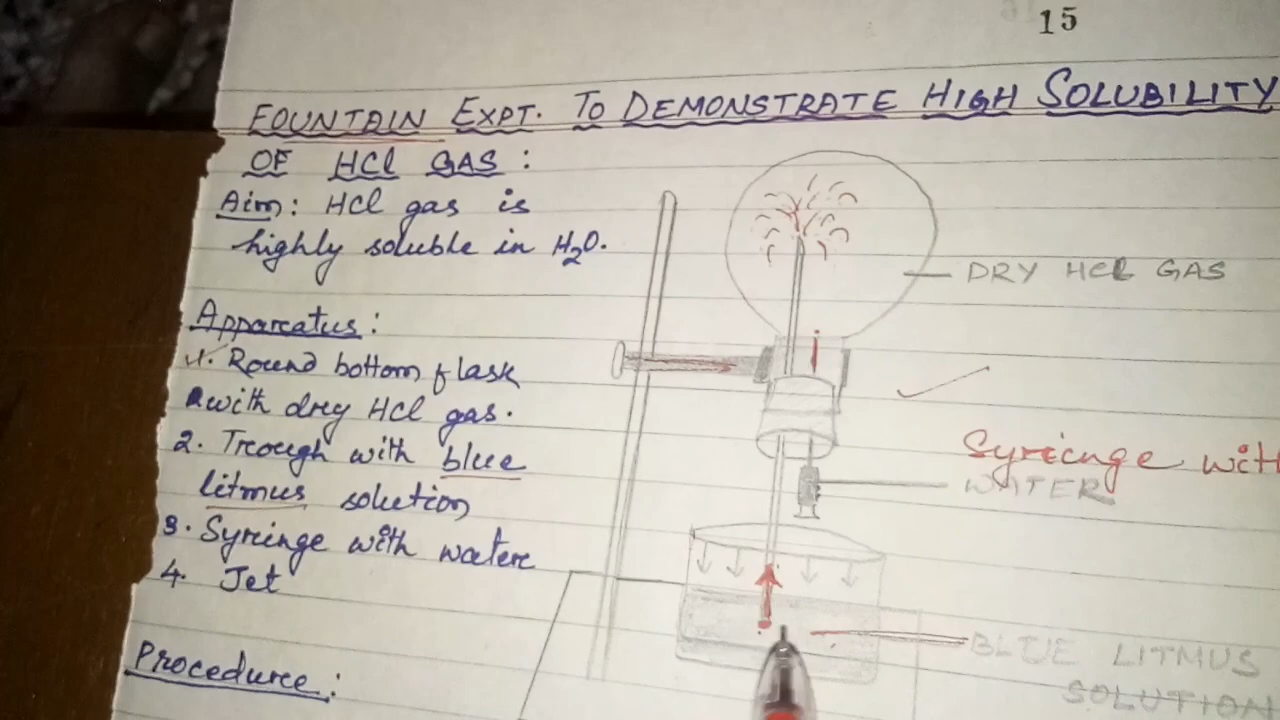 15
FOUNTAIN EXPT. TO DEMONSTRATE HIGH SOLUBILITY
OF HCl GAS :
Aim : HCl gas is
highly soluble in H₂O.
Apparatus :
1. Round bottom flask
with dry HCl gas.
2. Trough with blue
litmus solution
3. Syringe with water
4. Jet
Procedure :
DRY HCL GAS
Syringe with
WATER
BLUE LITMUS
SOLUTION